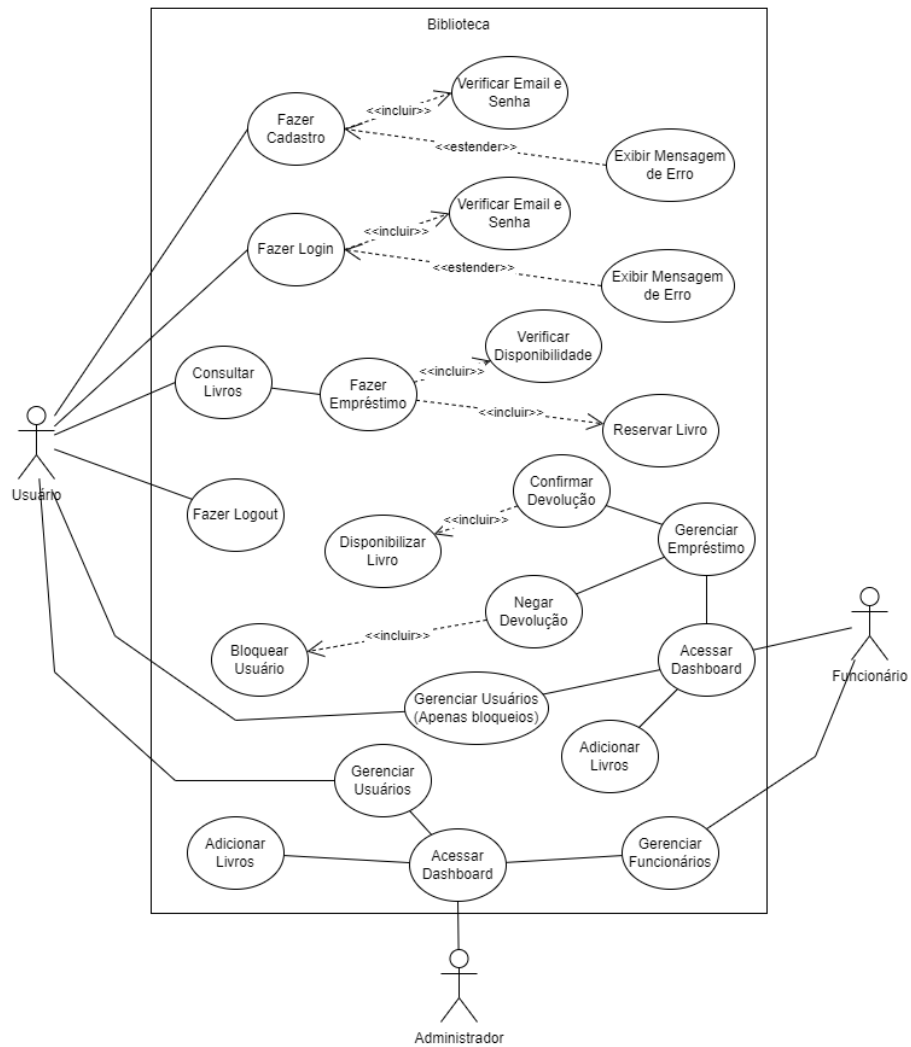 Biblioteca
Verificar Email e
Senha
<<incluir>>
Fazer
Cadastro
<<estender>>
Exibir Mensagem
de Erro
Verificar Email e
Senha
<<incluir>>
Fazer Login
<<estender>>
Exibir Mensagem
de Erro
Verificar
Disponibilidade
Consultar
Livros
Fazer
Empréstimo
<<incluir>>
<<incluir>>
Reservar Livro
Usuário
Fazer Logout
Confirmar
Devolução
<<incluir>>
Disponibilizar
Livro
Gerenciar
Empréstimo
Negar
Devolução
<<incluir>>
Bloquear
Usuário
Acessar
Dashboard
Funcionário
Gerenciar Usuários
(Apenas bloqueios)
Adicionar
Livros
Gerenciar
Usuários
Adicionar
Livros
Acessar
Dashboard
Gerenciar
Funcionários
Administrador